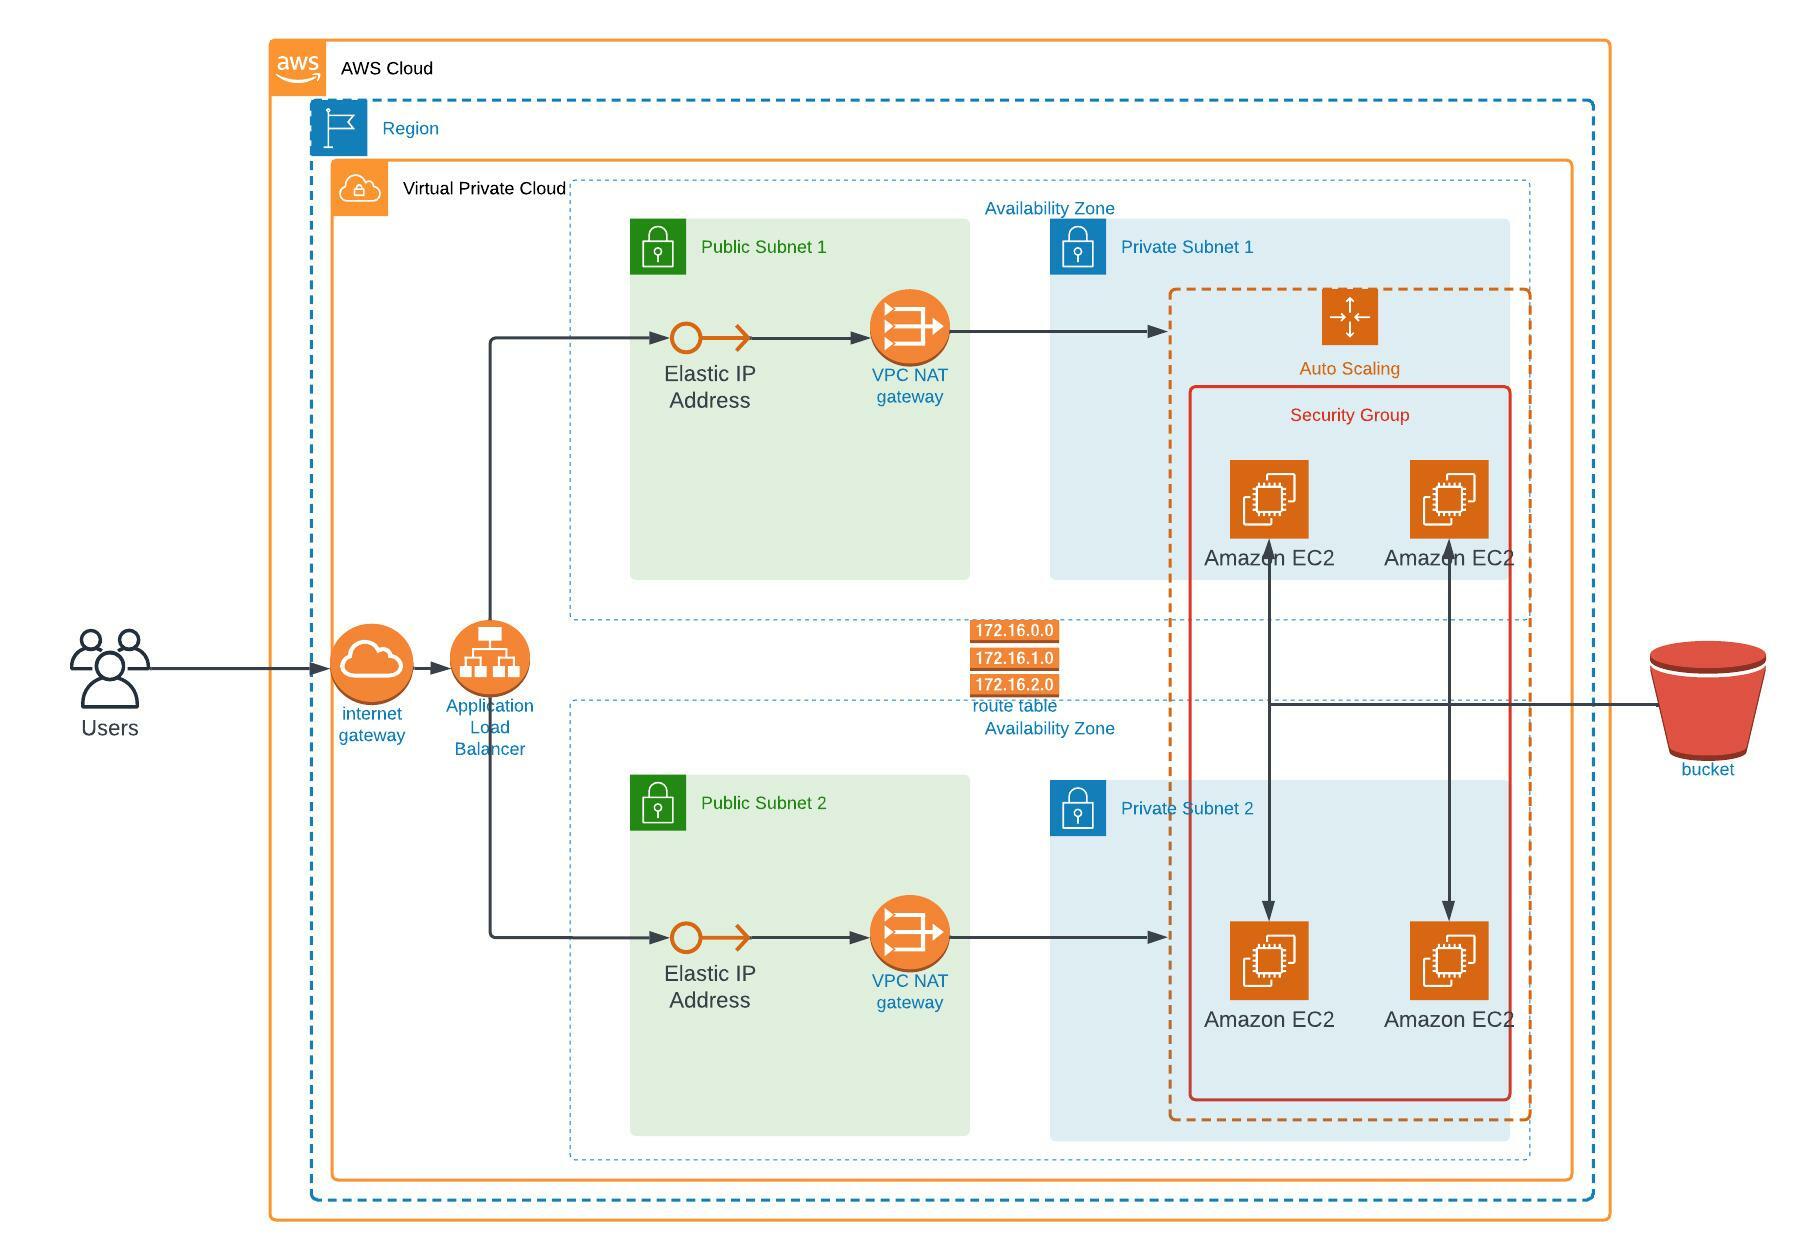 aws
AWS Cloud
Region
Virtual Private Cloud
Availability Zone
Public Subnet 1
Private Subnet 1
Elastic IP
Address
VPC NAT
gateway
Auto Scaling
Security Group
Amazon EC2
Amazon EC2
172.16.0.0
172.16.1.0
172.16.2.0
route table
Availability Zone
Users
internet
gateway
Application
Load
Balancer
bucket
Public Subnet 2
Private Subnet 2
Elastic IP
Address
VPC NAT
gateway
Amazon EC2
Amazon EC2